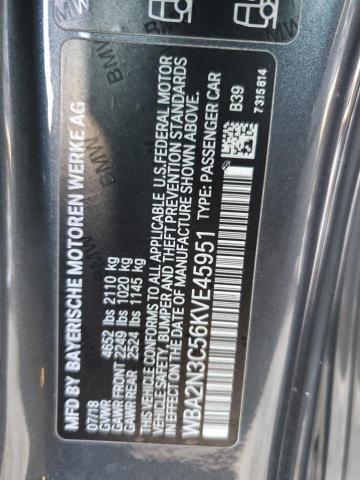 MFD BY BAYERISCHE MOTOREN WERKE AG
07/18
GVWR 4652 lbs 2110 kg
GAWR FRONT 2249 lbs 1020 kg
GAWR REAR 2524 lbs 1145 kg
THIS VEHICLE CONFORMS TO ALL APPLICABLE U.S. FEDERAL MOTOR
VEHICLE SAFETY, BUMPER AND THEFT PREVENTION STANDARDS
IN EFFECT ON THE DATE OF MANUFACTURE SHOWN ABOVE.
WBA2N3C56KVE45951 TYPE: PASSENGER CAR
B39
7315814